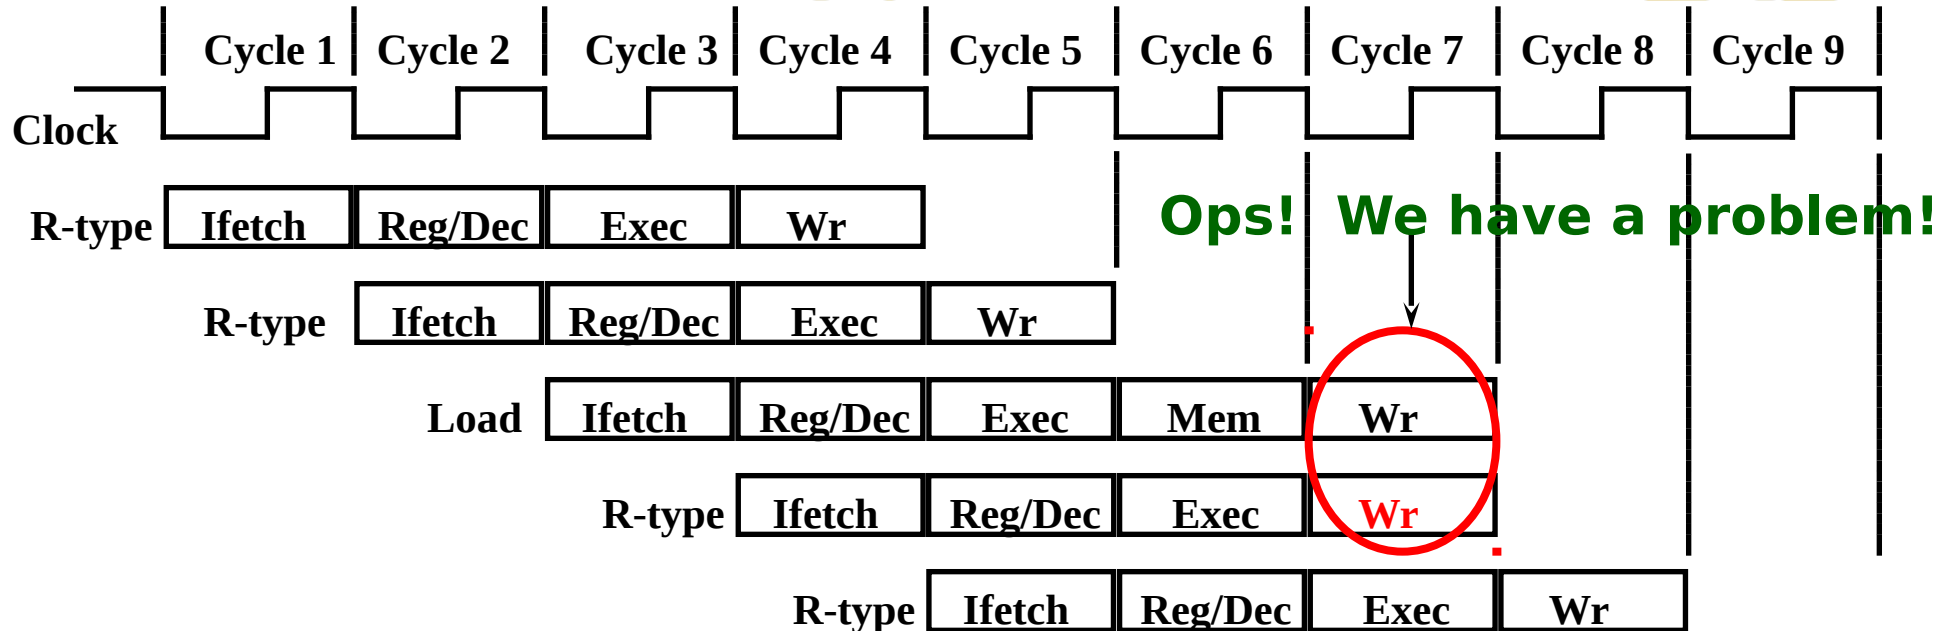 Cycle 1 Cycle 2 Cycle 3 Cycle 4 Cycle 5 Cycle 6 Cycle 7 Cycle 8 Cycle 9
Clock
Ops! We have a problem!
R-type Ifetch Reg/Dec Exec Wr
R-type Ifetch Reg/Dec Exec Wr
Load Ifetch Reg/Dec Exec Mem Wr
R-type Ifetch Reg/Dec Exec Wr
R-type Ifetch Reg/Dec Exec Wr